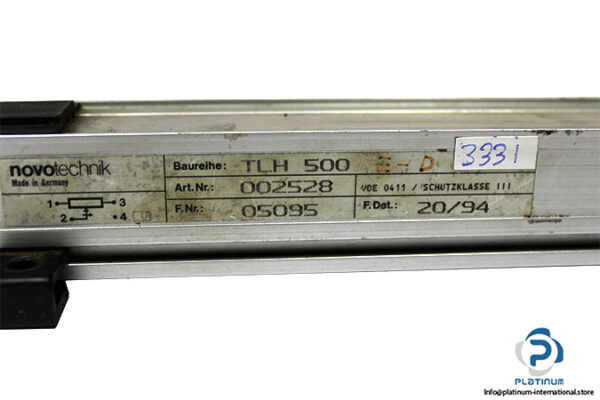 novotechnik
Made in Germany
1 3
2 4
Baureihe: TLH 500 E-D
Art.Nr.: 002528 VDE 0411 / SCHUTZKLASSE III
F.Nr.: 05095 F.Dat.: 20/94
3331
PLATINUM
Info@platinum-international.store